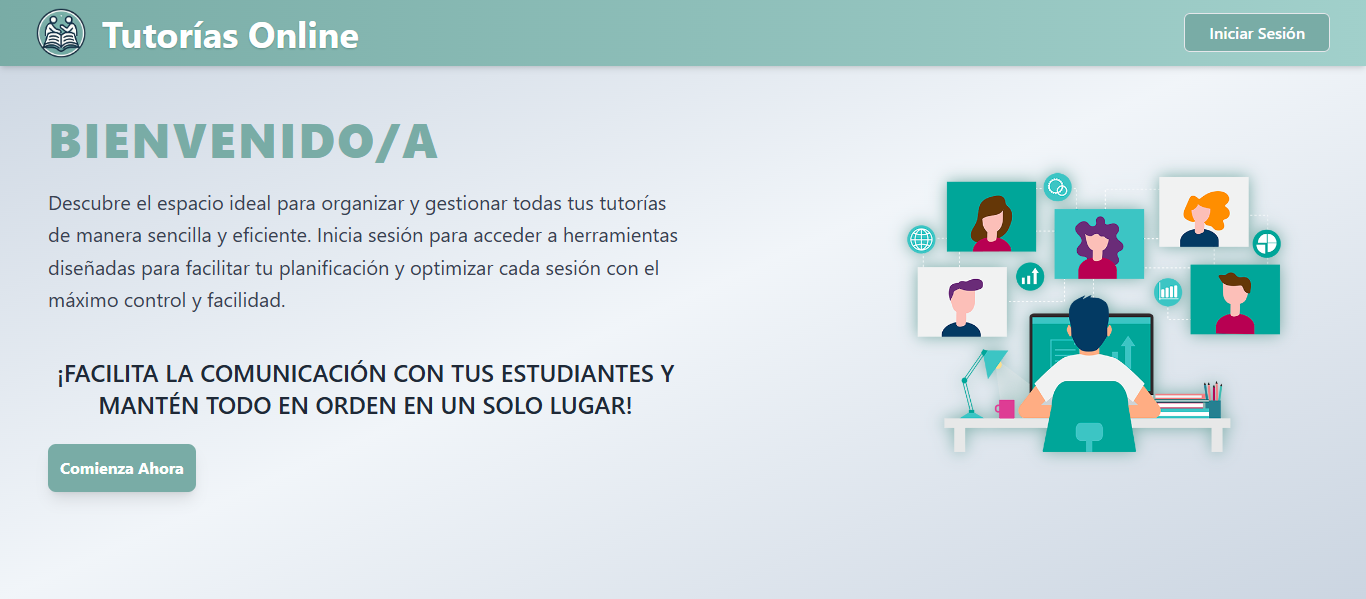 Tutorías Online
Iniciar Sesión
BIENVENIDO/A
Descubre el espacio ideal para organizar y gestionar todas tus tutorías
de manera sencilla y eficiente. Inicia sesión para acceder a herramientas
diseñadas para facilitar tu planificación y optimizar cada sesión con el
máximo control y facilidad.
¡FACILITA LA COMUNICACIÓN CON TUS ESTUDIANTES Y
MANTÉN TODO EN ORDEN EN UN SOLO LUGAR!
Comienza Ahora